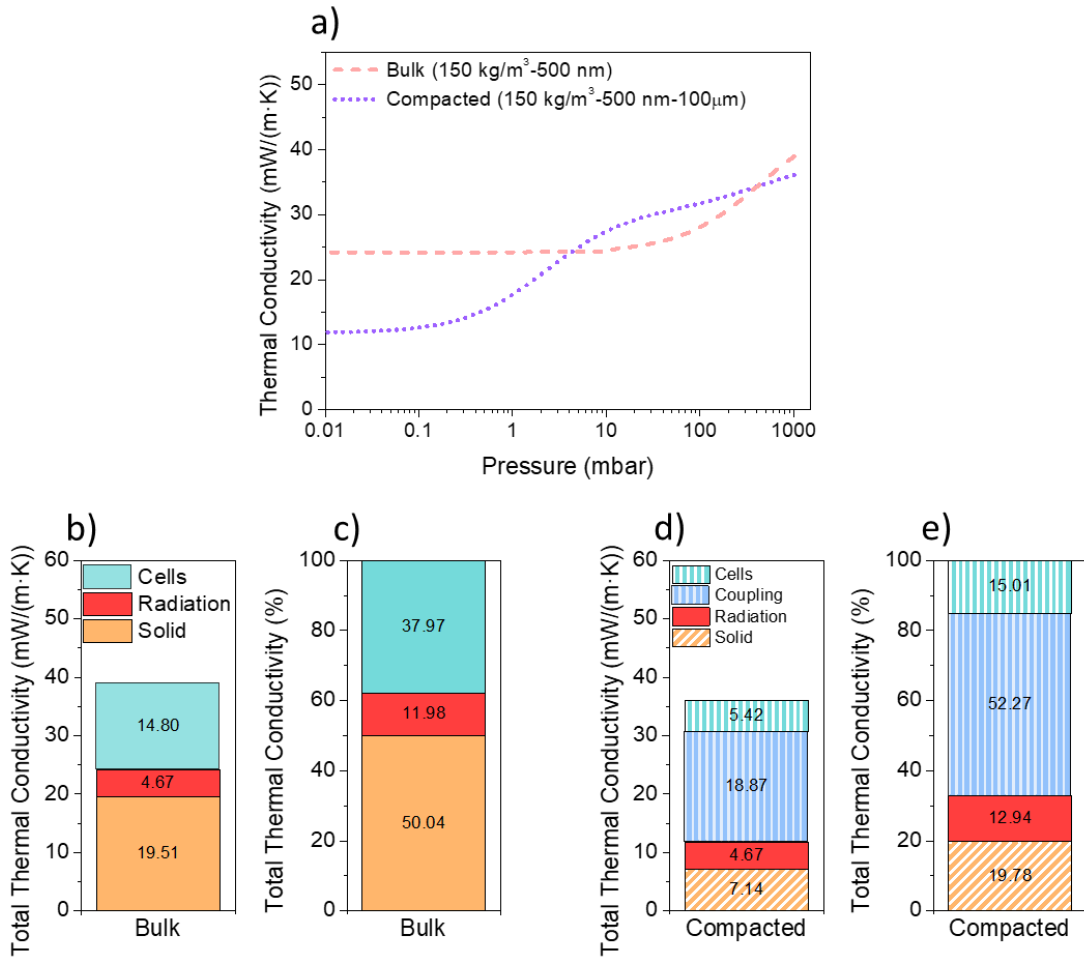 a)
Thermal Conductivity (mW/(m·K))
50
40
30
20
10
0
Bulk (150 kg/m³-500 nm)
Compacted (150 kg/m³-500 nm-100μm)
0.01 0.1 1 10 100 1000
Pressure (mbar)
b)
Total Thermal Conductivity (mW/(m·K))
60
50
40
30
20
10
0
Cells
Radiation
Solid
14.80
4.67
19.51
Bulk
c)
Total Thermal Conductivity (%)
100
80
60
40
20
0
37.97
11.98
50.04
Bulk
d)
Total Thermal Conductivity (mW/(m·K))
60
50
40
30
20
10
0
Cells
Coupling
Radiation
Solid
5.42
18.87
4.67
7.14
Compacted
e)
Total Thermal Conductivity (%)
100
80
60
40
20
0
15.01
52.27
12.94
19.78
Compacted